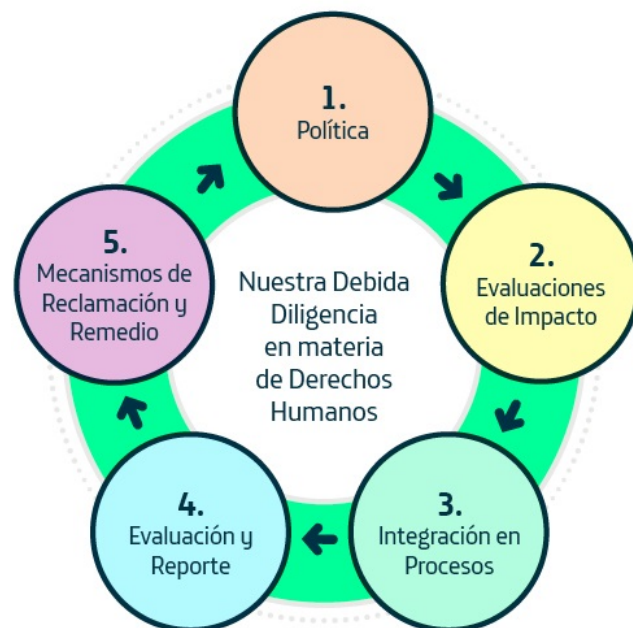 1.
Política
2.
Evaluaciones
de Impacto
3.
Integración en
Procesos
4.
Evaluación y
Reporte
5.
Mecanismos de
Reclamación y
Remedio
Nuestra Debida
Diligencia
en materia
de Derechos
Humanos